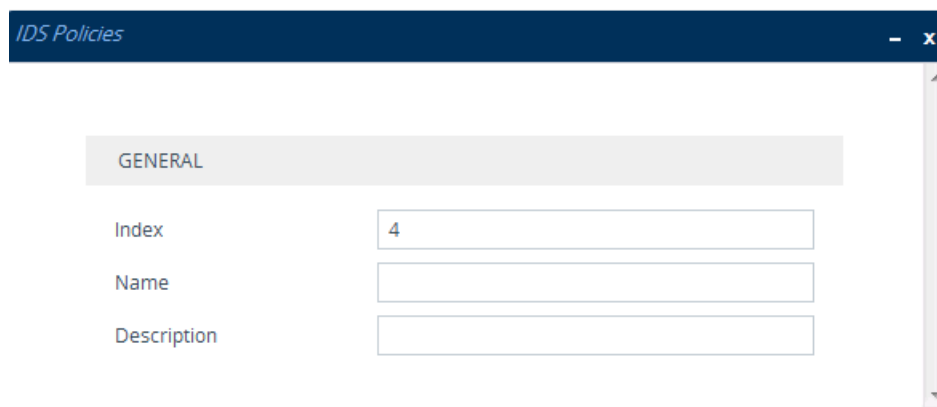 IDS Policies
– x
GENERAL
Index 4
Name
Description